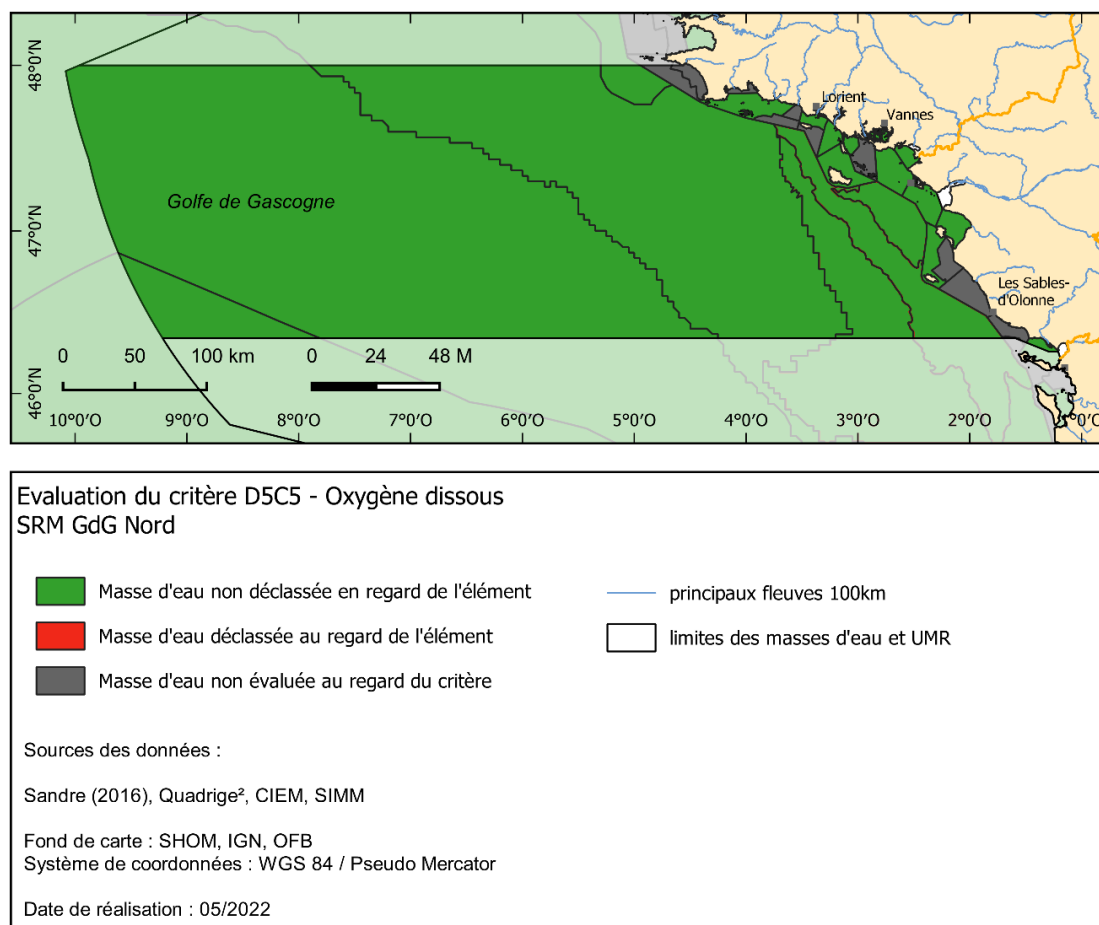 48°0'N
Lorient
Vannes
Golfe de Gascogne
47°0'N
Les Sables-
d'Olonne
0 50 100 km 0 24 48 M
46°0'N
10°0'O 9°0'O 8°0'O 7°0'O 6°0'O 5°0'O 4°0'O 3°0'O 2°0'O °0'O
Evaluation du critère D5C5 - Oxygène dissous
SRM GdG Nord
Masse d'eau non déclassée en regard de l'élément
principaux fleuves 100km
Masse d'eau déclassée au regard de l'élément
limites des masses d'eau et UMR
Masse d'eau non évaluée au regard du critère
Sources des données :
Sandre (2016), Quadrige², CIEM, SIMM
Fond de carte : SHOM, IGN, OFB
Système de coordonnées : WGS 84 / Pseudo Mercator
Date de réalisation : 05/2022